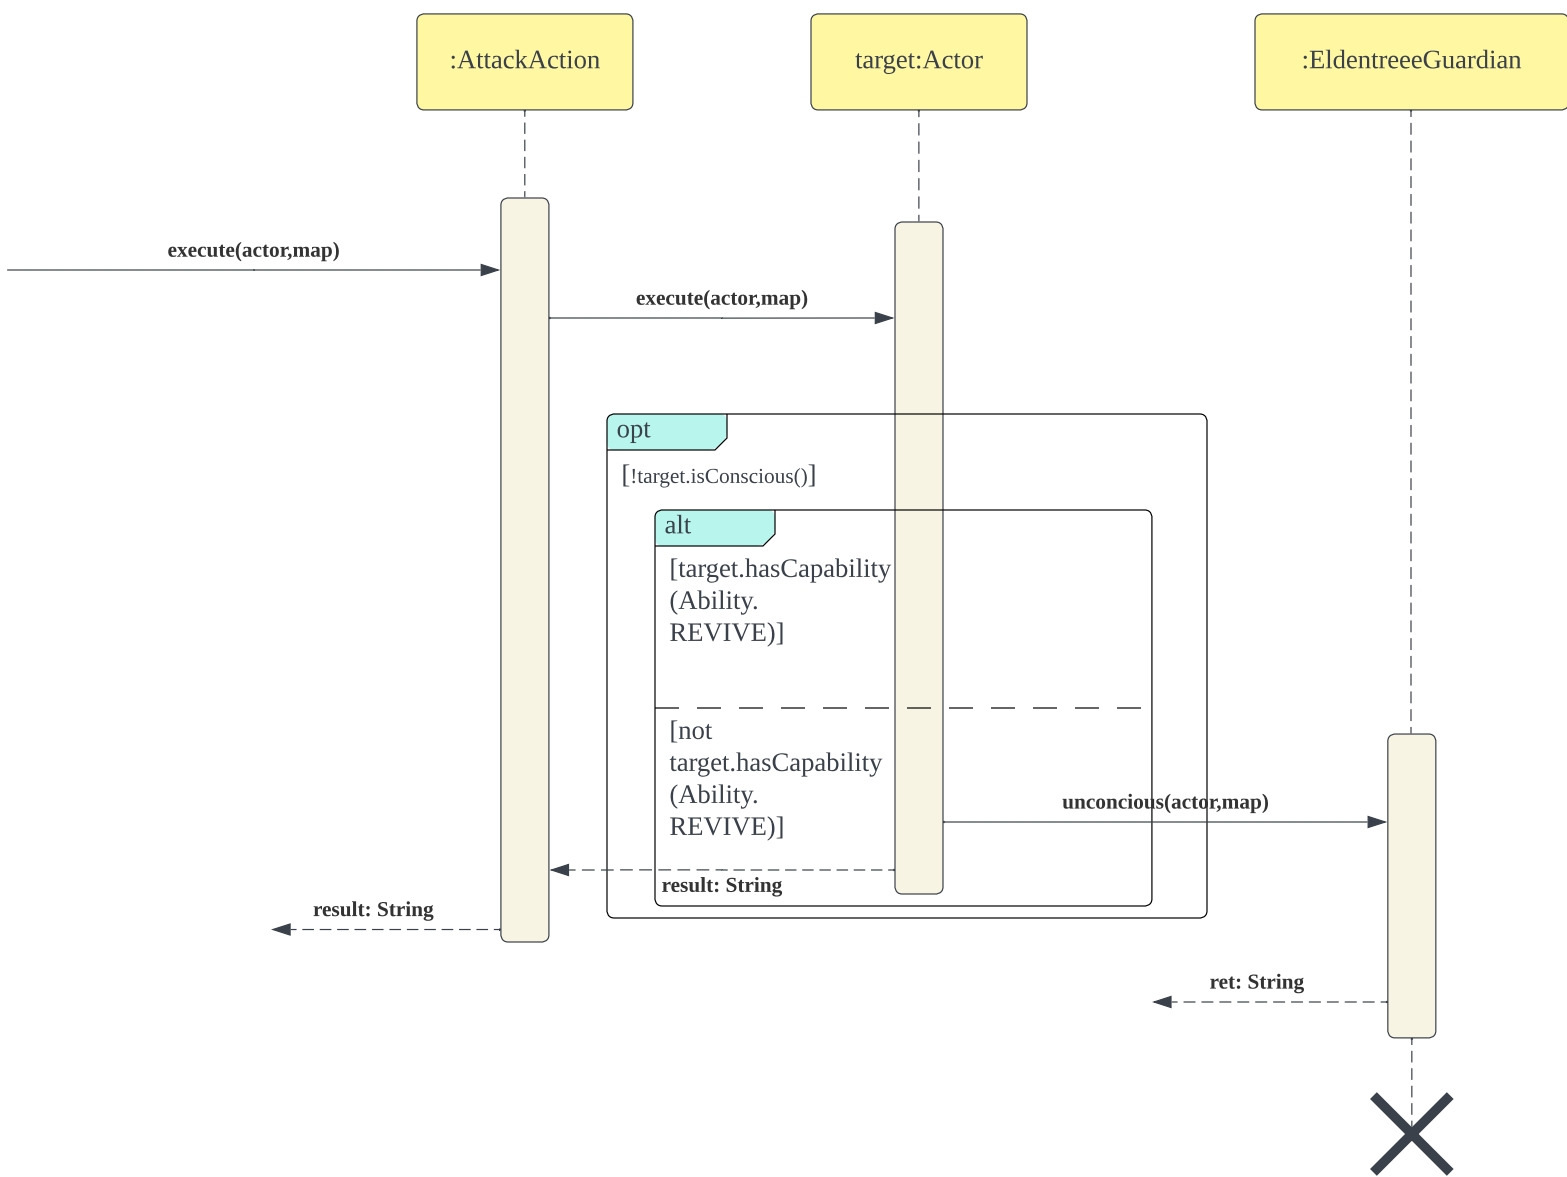 :AttackAction
target:Actor
:EldentreeeGuardian
execute(actor,map)
execute(actor,map)
opt
[!target.isConscious()]
alt
[target.hasCapability
(Ability.
REVIVE)]
[not
target.hasCapability
(Ability.
REVIVE)]
unconcious(actor,map)
result: String
result: String
ret: String